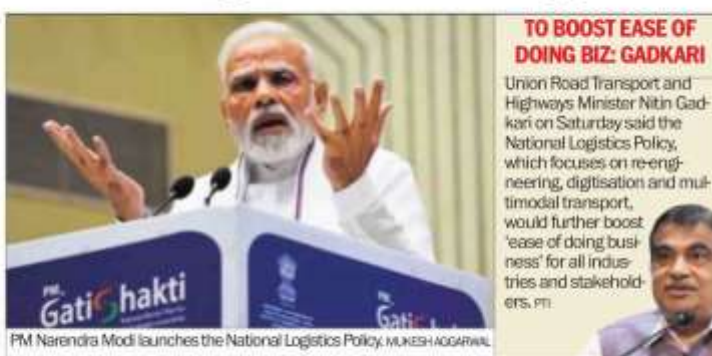 PM
GatiShakti
Gati
PM Narendra Modi launches the National Logistics Policy. MUKESH AGGARWAL
TO BOOST EASE OF
DOING BIZ: GADKARI
Union Road Transport and
Highways Minister Nitin Gad-
kari on Saturday said the
National Logistics Policy,
which focuses on re-engi-
neering, digitisation and mul-
timodal transport,
would further boost
'ease of doing busi-
ness' for all indus-
tries and stakehold-
ers. PTI